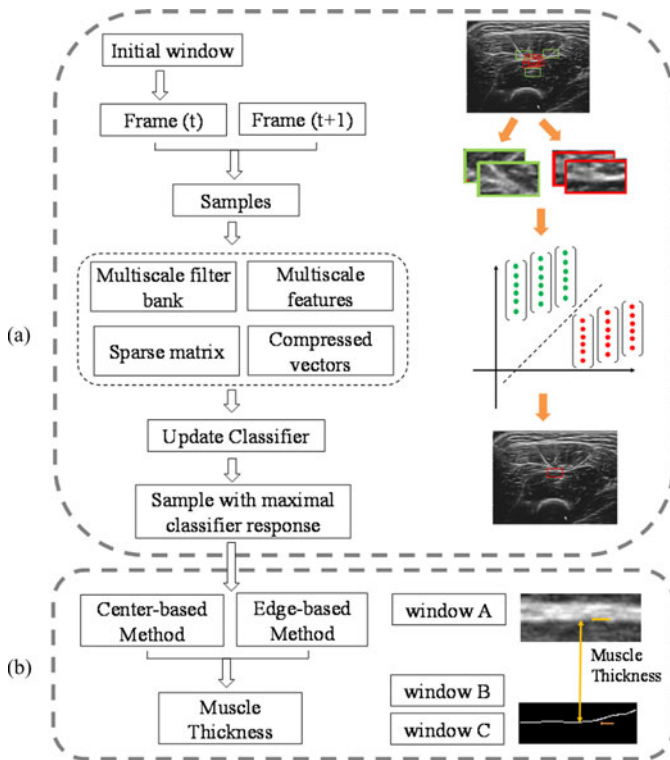 Initial window
Frame (t)
Frame (t+1)
Samples
Multiscale filter
bank
Multiscale
features
Sparse matrix
Compressed
vectors
(a)
Update Classifier
Sample with maximal
classifier response
Center-based
Method
Edge-based
Method
window A
(b)
Muscle
Thickness
Muscle
Thickness
window B
window C